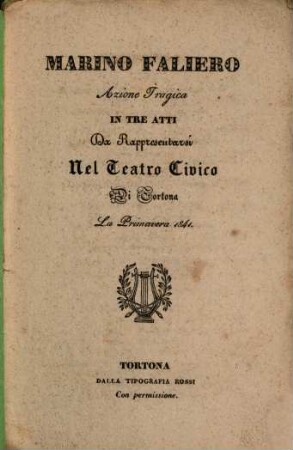 MARINO FALIERO
Azione Tragica
IN TRE ATTI
Da Rappresentarsi
Nel Teatro Civico
Di Tortona
La Primavera 1841.
TORTONA
DALLA TIPOGRAFIA ROSSI
Con permissione.